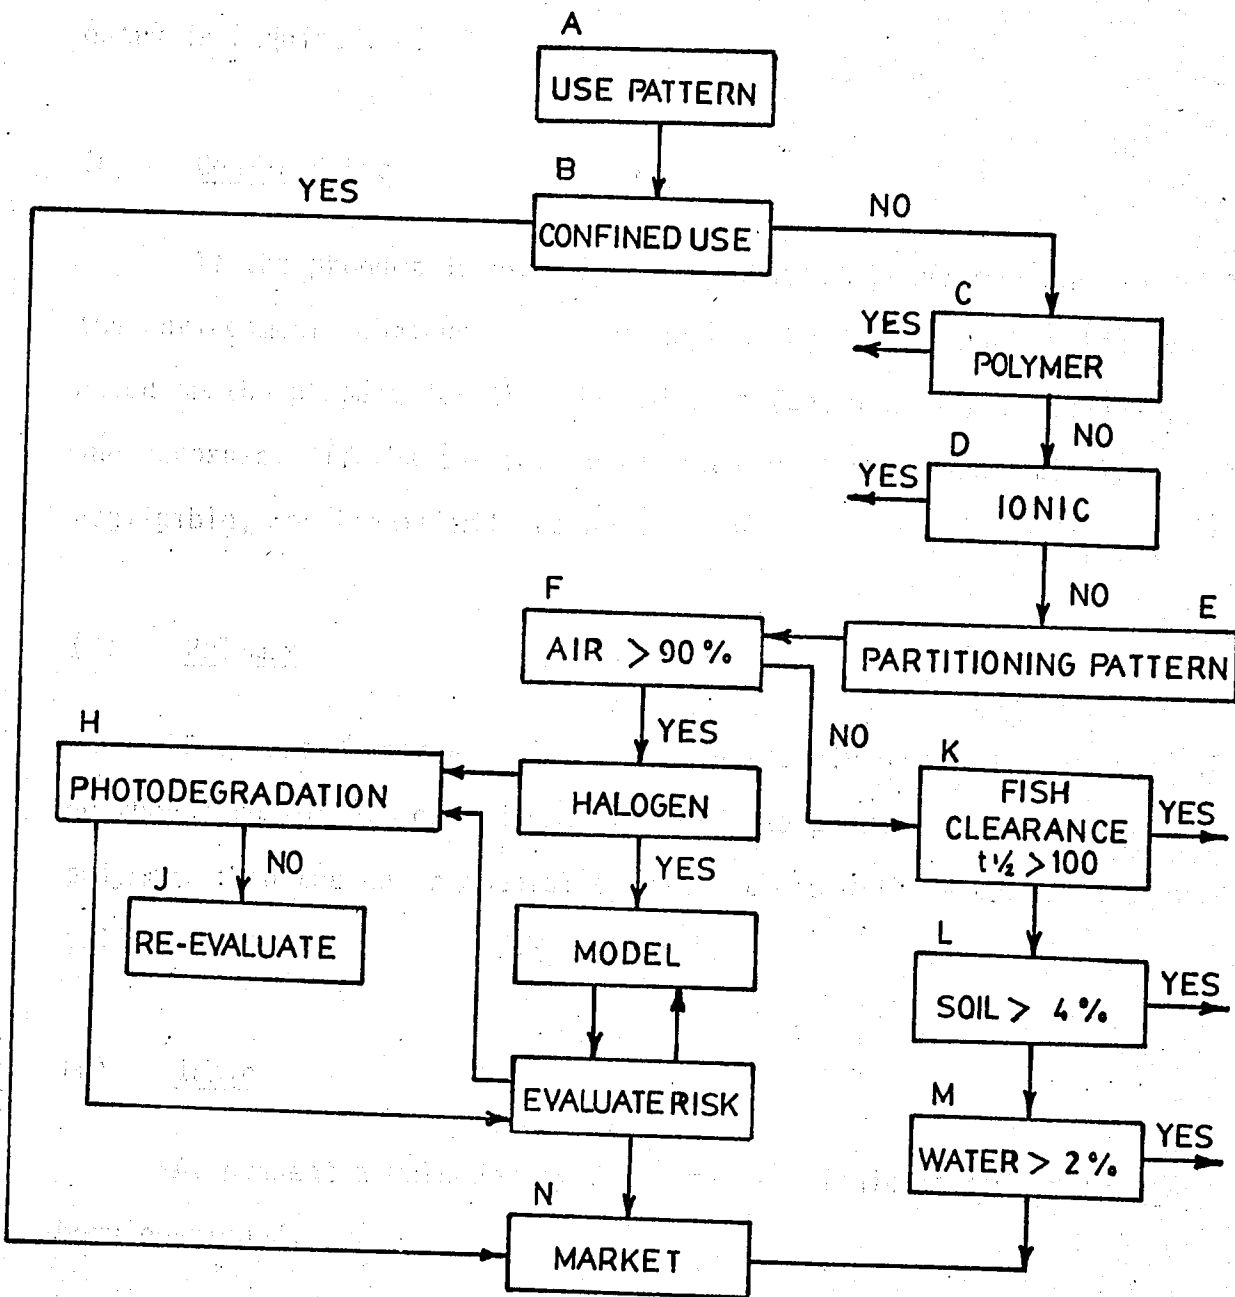 A
USE PATTERN
B
YES
CONFINED USE
NO
C
YES
POLYMER
NO
D
YES
IONIC
NO
E
PARTITIONING PATTERN
F
AIR > 90 %
YES
NO
H
PHOTODEGRADATION
HALOGEN
K
FISH
CLEARANCE
t ½ > 100
YES
NO
YES
J
RE-EVALUATE
MODEL
L
SOIL > 4 %
YES
EVALUATE RISK
M
WATER > 2 %
YES
N
MARKET